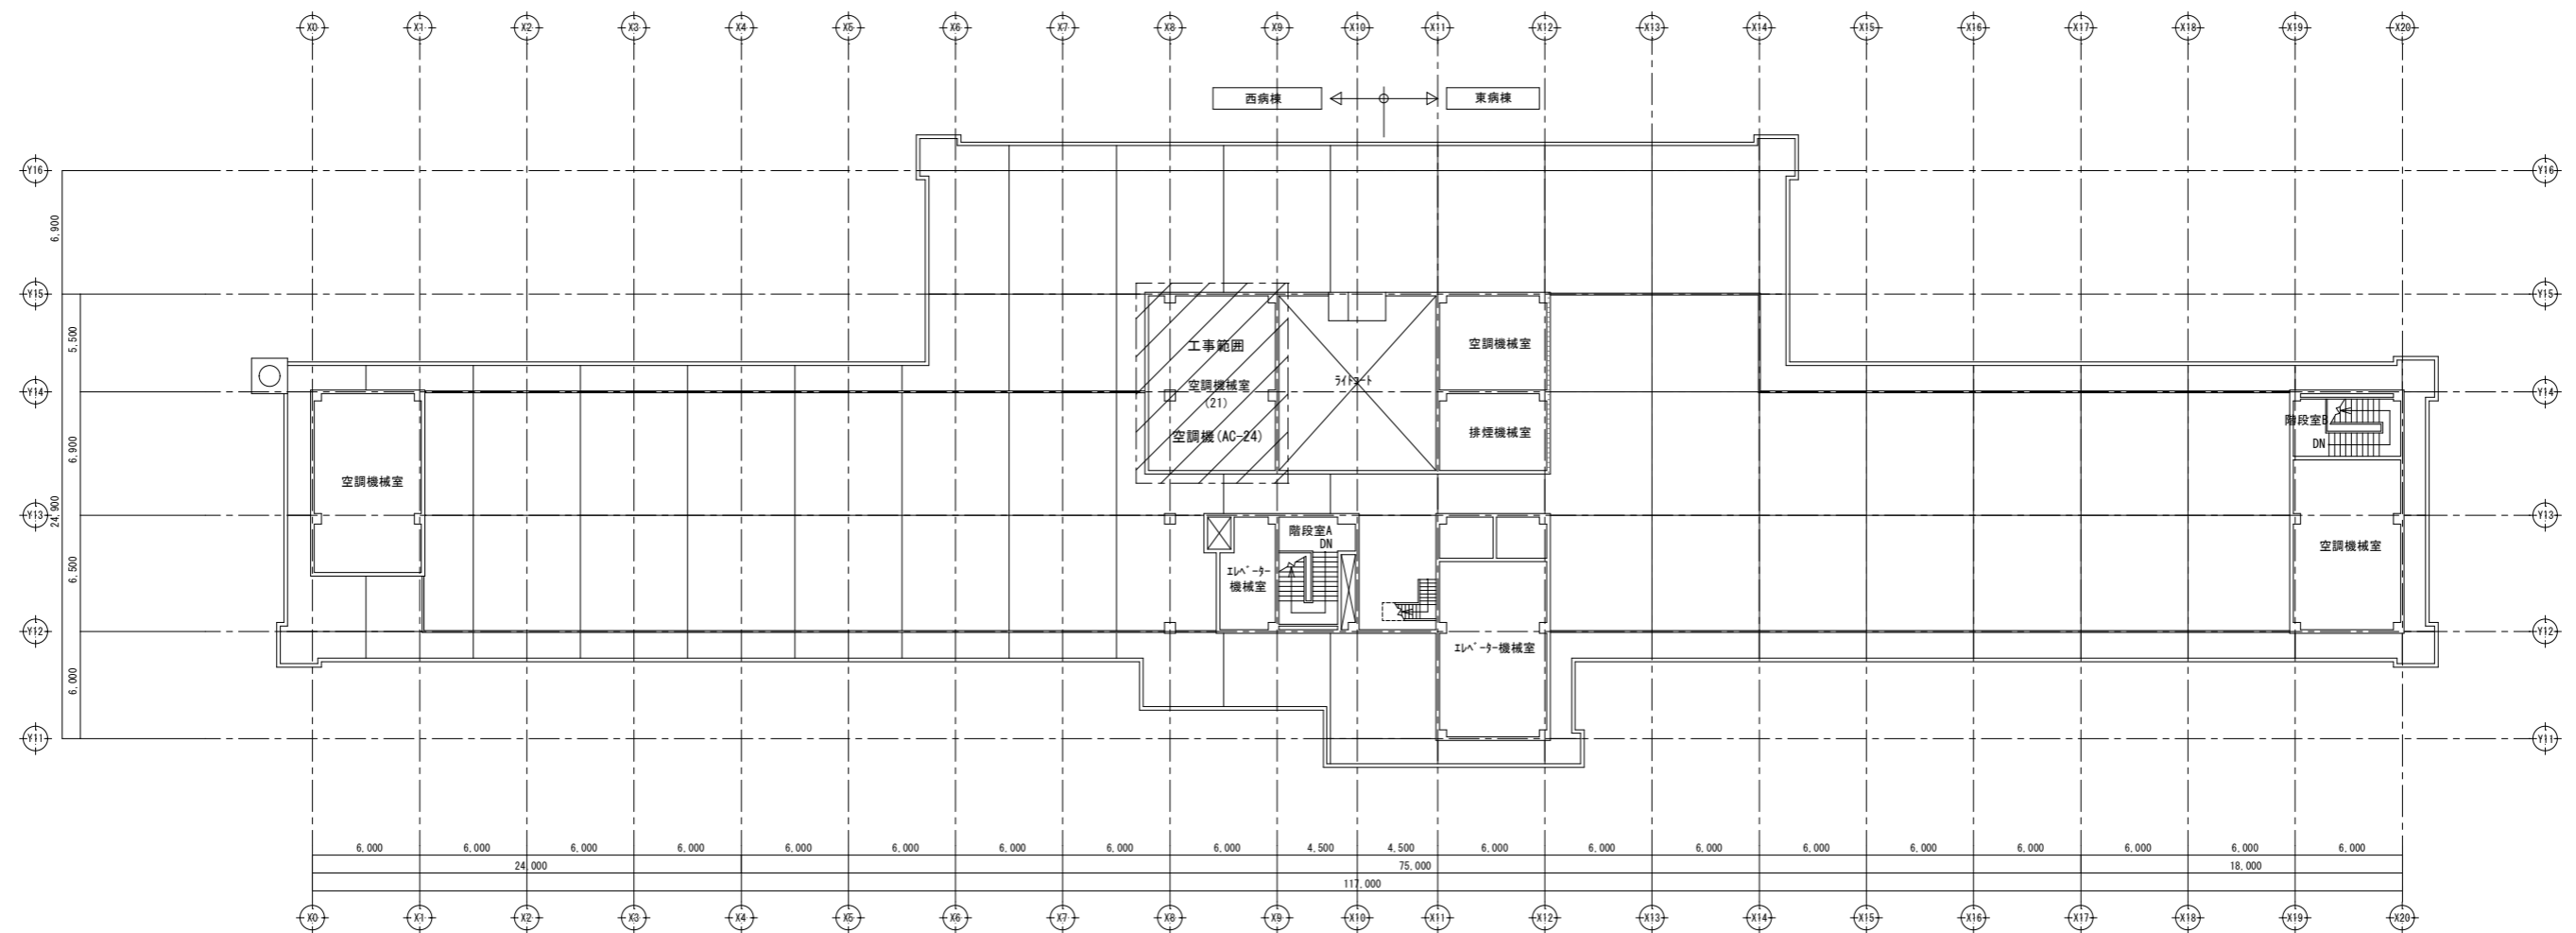 X0 X1 X2 X3 X4 X5 X6 X7 X8 X9 X10 X11 X12 X13 X14 X15 X16 X17 X18 X19 X20
西病棟 東病棟
Y16 Y16
6,900
Y15 Y15
5,500
工事範囲
空調機械室
ライトコート
Y14 Y14
空調機械室
(21)
空調機(AC-24)
排煙機械室
階段室B
DN
6,900
空調機械室
24,900
Y13 Y13
階段室A
DN
空調機械室
6,500
エレベーター
機械室
Y12 Y12
エレベーター機械室
6,000
Y11 Y11
6,000 6,000 6,000 6,000 6,000 6,000 6,000 6,000 6,000 4,500 4,500 6,000 6,000 6,000 6,000 6,000 6,000 6,000 6,000 6,000
24,000 75,000 18,000
117,000
X0 X1 X2 X3 X4 X5 X6 X7 X8 X9 X10 X11 X12 X13 X14 X15 X16 X17 X18 X19 X20